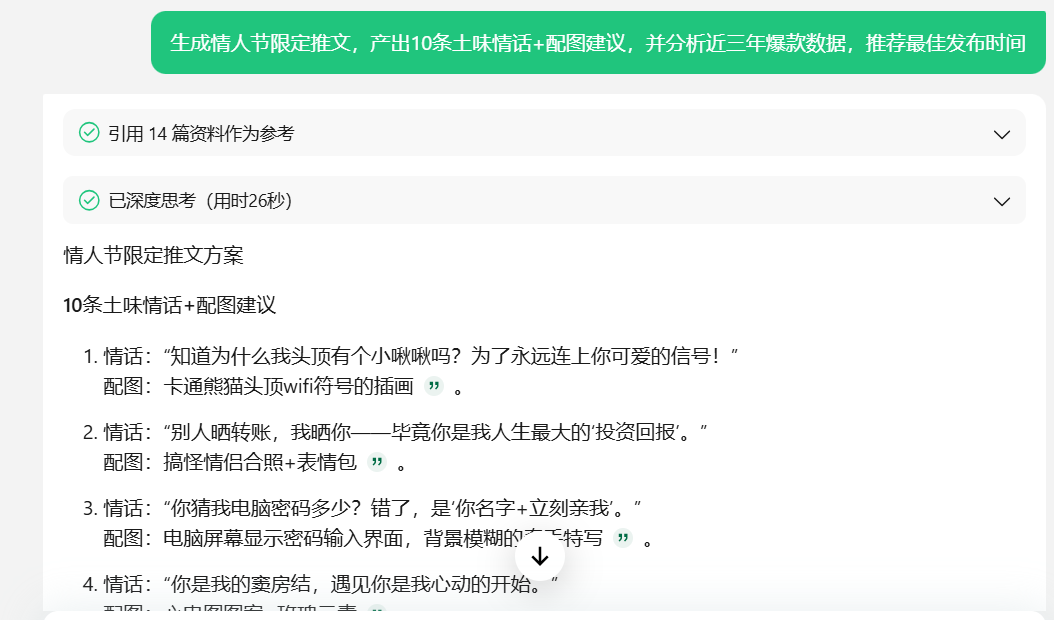 生成情人节限定推文，产出10条土味情话+配图建议，并分析近三年爆款数据，推荐最佳发布时间
引用 14 篇资料作为参考
已深度思考（用时26秒）
情人节限定推文方案
10条土味情话+配图建议
1. 情话：“知道为什么我头顶有个小啾啾吗？为了永远连上你可爱的信号！”
配图：卡通熊猫头顶wifi符号的插画 ” 。
2. 情话：“别人晒转账，我晒你——毕竟你是我人生最大的‘投资回报’。”
配图：搞怪情侣合照+表情包 ” 。
3. 情话：“你猜我电脑密码多少？错了，是‘你名字+立刻亲我’。”
配图：电脑屏幕显示密码输入界面，背景模糊的 特写 ” 。
4. 情话：“你是我的窦房结，遇见你是我心动的开始。”